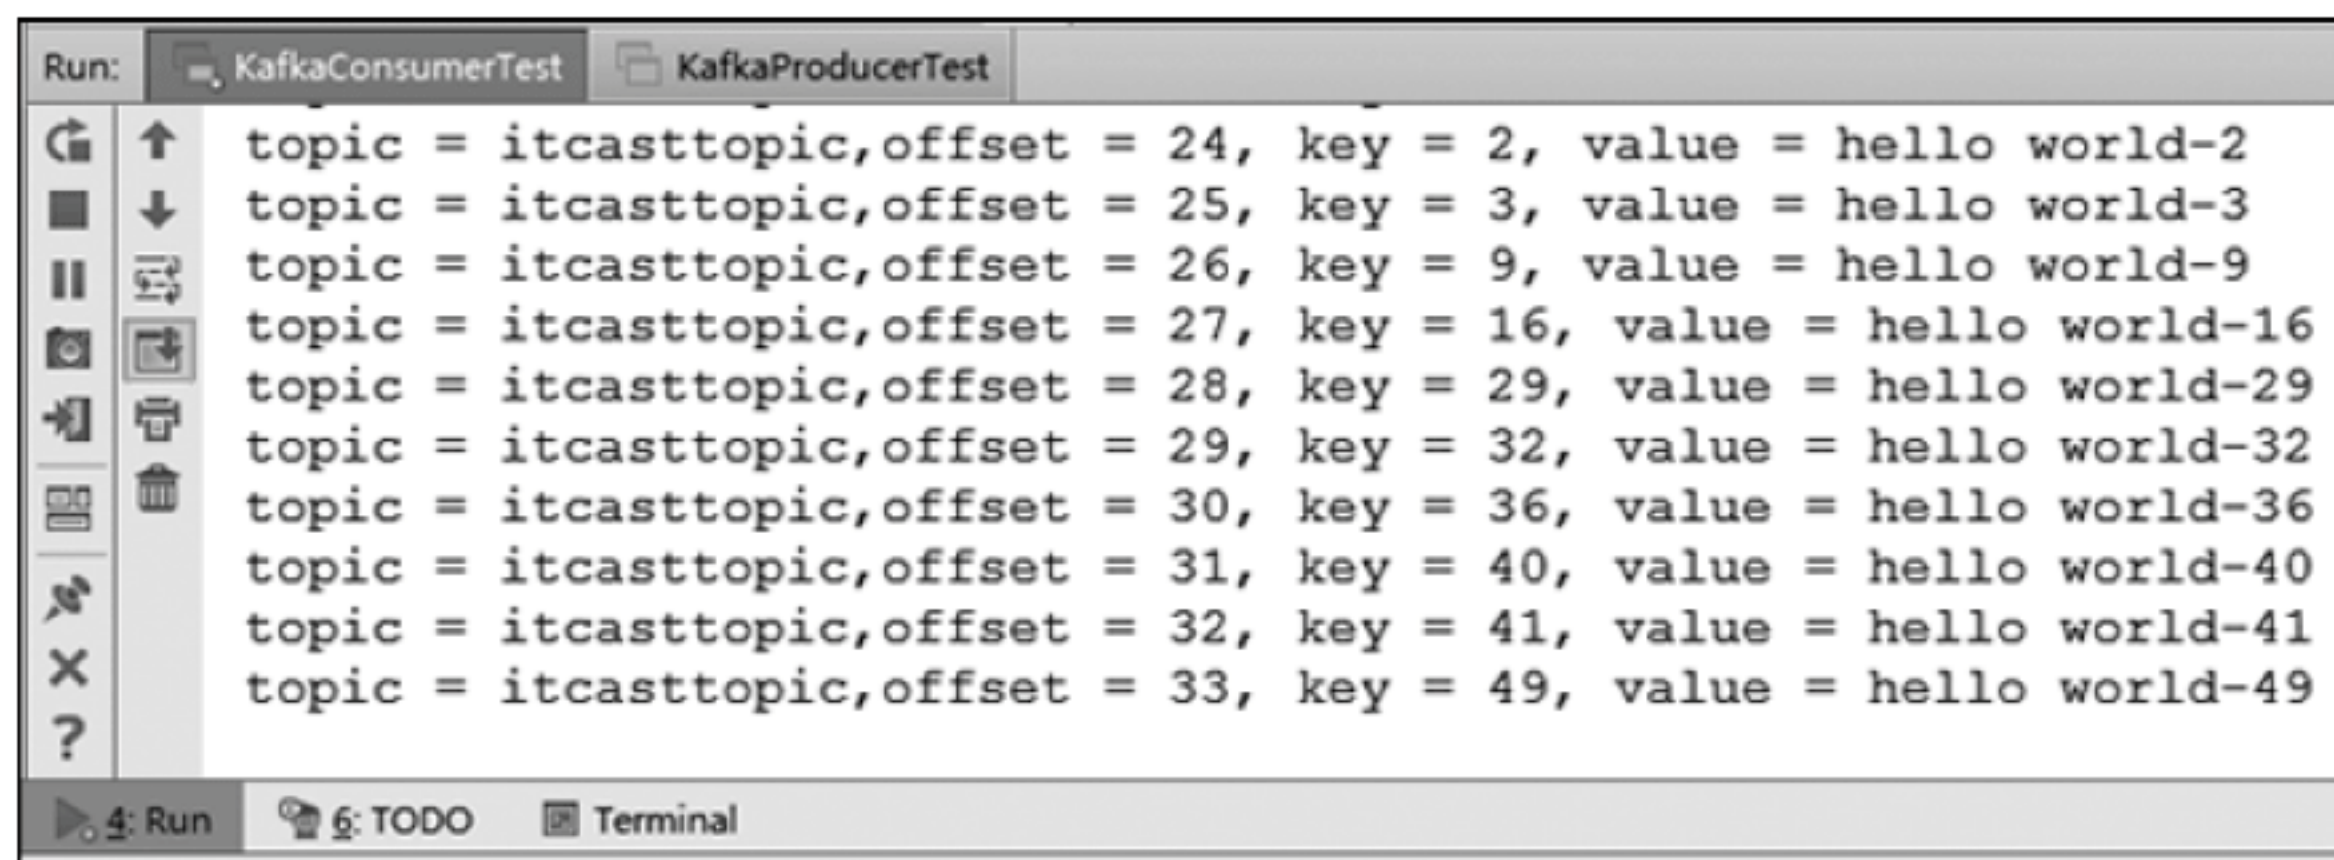 Run: KafkaConsumerTest KafkaProducerTest
topic = itcasttopic,offset = 24, key = 2, value = hello world-2
topic = itcasttopic,offset = 25, key = 3, value = hello world-3
topic = itcasttopic,offset = 26, key = 9, value = hello world-9
topic = itcasttopic,offset = 27, key = 16, value = hello world-16
topic = itcasttopic,offset = 28, key = 29, value = hello world-29
topic = itcasttopic,offset = 29, key = 32, value = hello world-32
topic = itcasttopic,offset = 30, key = 36, value = hello world-36
topic = itcasttopic,offset = 31, key = 40, value = hello world-40
topic = itcasttopic,offset = 32, key = 41, value = hello world-41
topic = itcasttopic,offset = 33, key = 49, value = hello world-49
4: Run 6: TODO Terminal